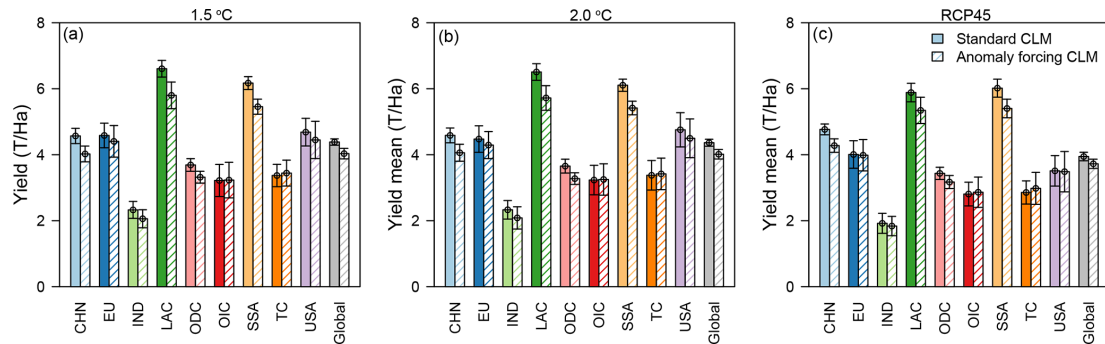 1.5 °C
2.0 °C
RCP45
(a)
(b)
(c)
Standard CLM
Anomaly forcing CLM
Yield (T/Ha)
Yield mean (T/Ha)
Yield mean (T/Ha)
8
6
4
2
0
8
6
4
2
0
8
6
4
2
0
CHN
EU
IND
LAC
ODC
OIC
SSA
TC
USA
Global
CHN
EU
IND
LAC
ODC
OIC
SSA
TC
USA
Global
CHN
EU
IND
LAC
ODC
OIC
SSA
TC
USA
Global